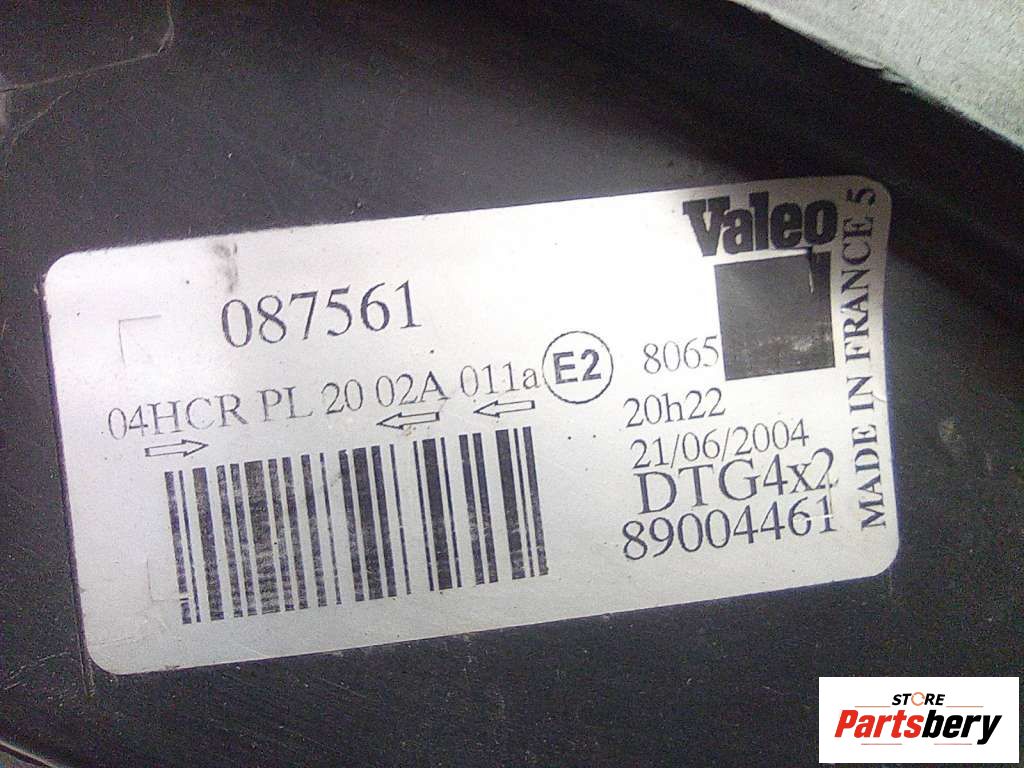 Valeo
087561
04HCR PL 20 02A 011a E2
8065
20h22
21/06/2004
DTG4x2
89004461
MADE IN FRANCE 5
STORE
Partsbery